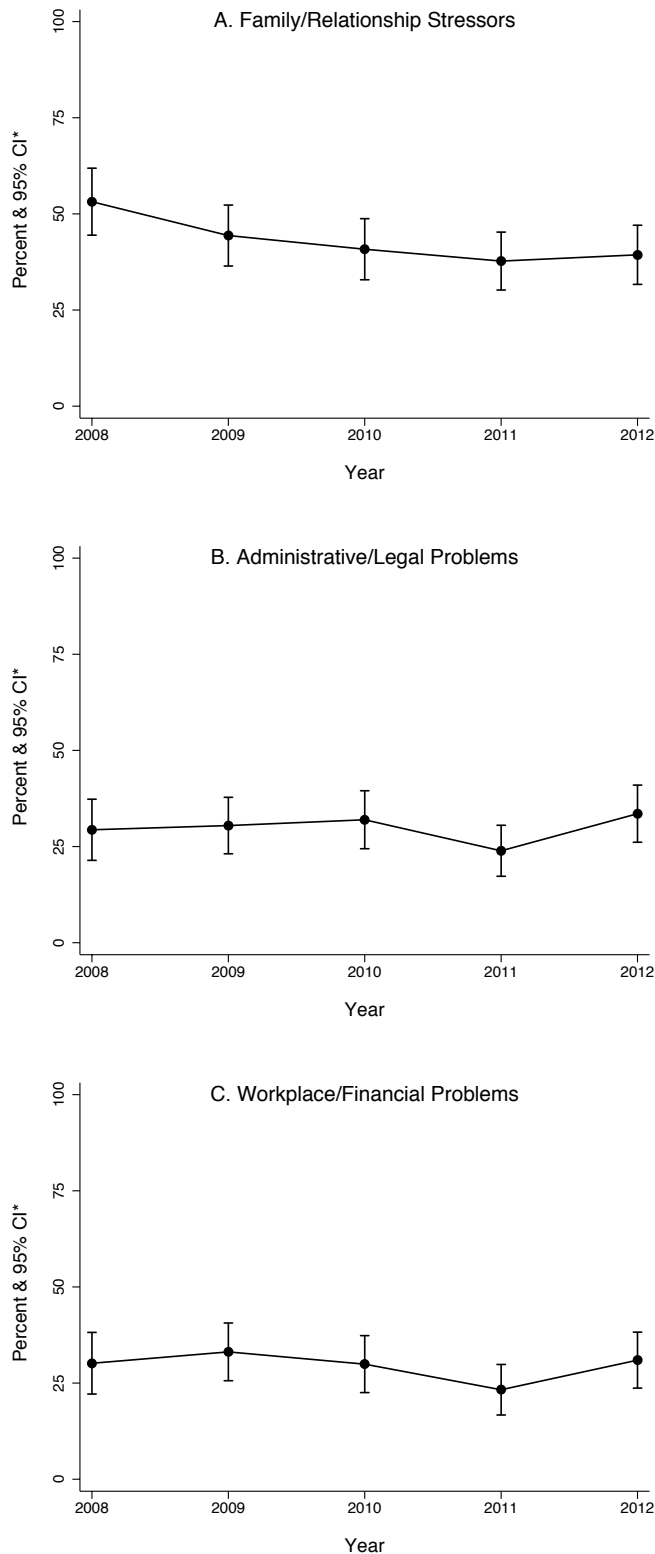 A. Family/Relationship Stressors
100
75
50
25
0
Percent & 95% CI*
2008 2009 2010 2011 2012
Year
B. Administrative/Legal Problems
100
75
50
25
0
Percent & 95% CI*
2008 2009 2010 2011 2012
Year
C. Workplace/Financial Problems
100
75
50
25
0
Percent & 95% CI*
2008 2009 2010 2011 2012
Year